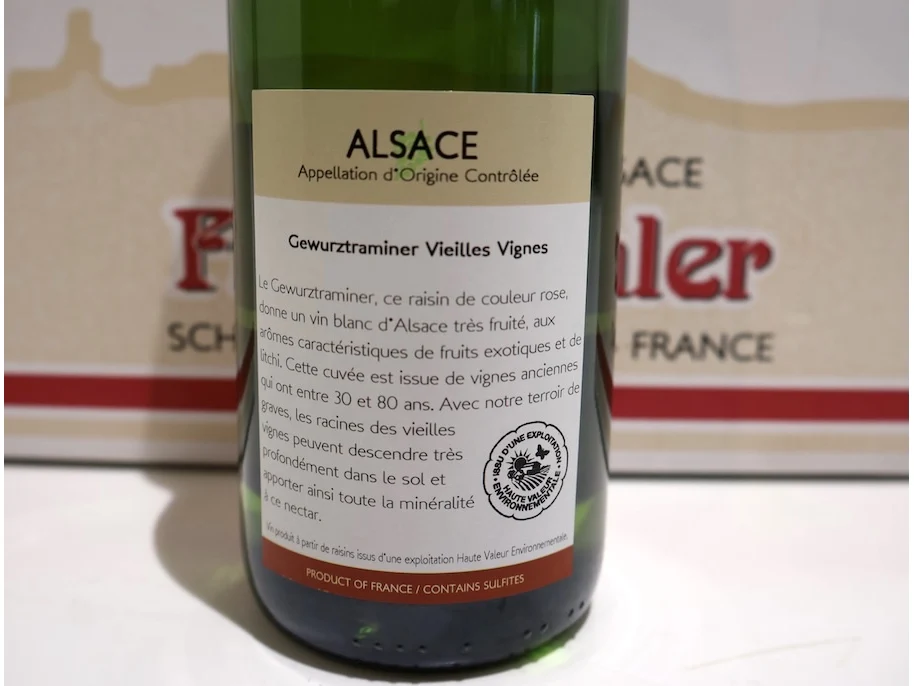 ALSACE
Appellation d'Origine Contrôlée
Gewurztraminer Vieilles Vignes
Le Gewurztraminer, ce raisin de couleur rose,
donne un vin blanc d'Alsace très fruité, aux
arômes caractéristiques de fruits exotiques et de
litchi. Cette cuvée est issue de vignes anciennes
qui ont entre 30 et 80 ans. Avec notre terroir de
graves, les racines des vieilles
vignes peuvent descendre très
profondément dans le sol et
apporter ainsi toute la minéralité
à ce nectar.
ISSU D'UNE EXPLOITATION
HAUTE VALEUR
ENVIRONNEMENTALE
Vin produit à partir de raisins issus d'une exploitation Haute Valeur Environnementale.
PRODUCT OF FRANCE / CONTAINS SULFITES
FRANCE